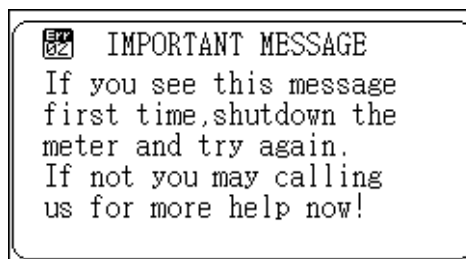 Err 02 IMPORTANT MESSAGE
If you see this message
first time,shutdown the
meter and try again.
If not you may calling
us for more help now!